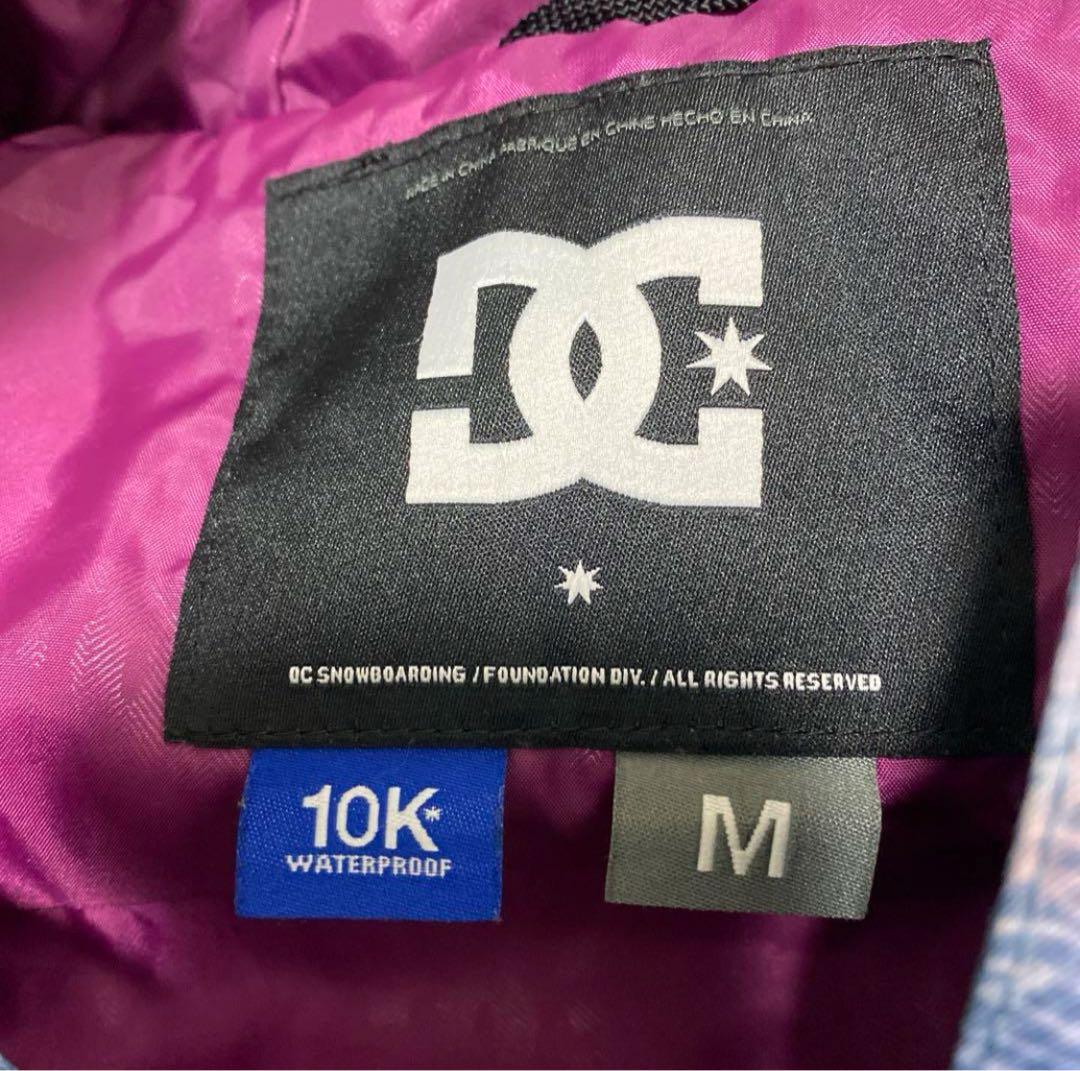 MADE IN CHINA FABRIQUE EN CHINE HECHO EN CHINA
DC
DC SNOWBOARDING / FOUNDATION DIV. / ALL RIGHTS RESERVED
10K*
WATERPROOF
M